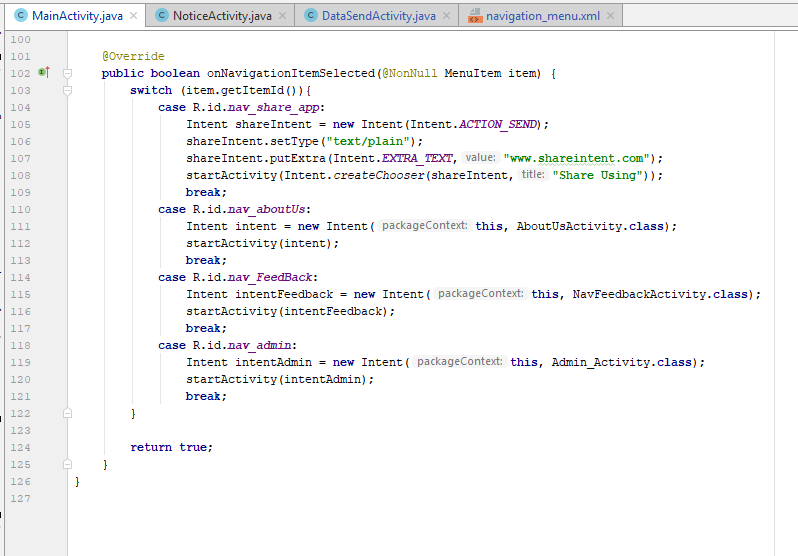 MainActivity.java NoticeActivity.java DataSendActivity.java navigation_menu.xml
100
101 @Override
102 public boolean onNavigationItemSelected(@NonNull MenuItem item) {
103 switch (item.getItemId()){
104 case R.id.nav_share_app:
105 Intent shareIntent = new Intent(Intent.ACTION_SEND);
106 shareIntent.setType("text/plain");
107 shareIntent.putExtra(Intent.EXTRA_TEXT, value: "www.shareintent.com");
108 startActivity(Intent.createChooser(shareIntent, title: "Share Using"));
109 break;
110 case R.id.nav_aboutUs:
111 Intent intent = new Intent( packageContext: this, AboutUsActivity.class);
112 startActivity(intent);
113 break;
114 case R.id.nav_FeedBack:
115 Intent intentFeedback = new Intent( packageContext: this, NavFeedbackActivity.class);
116 startActivity(intentFeedback);
117 break;
118 case R.id.nav_admin:
119 Intent intentAdmin = new Intent( packageContext: this, Admin_Activity.class);
120 startActivity(intentAdmin);
121 break;
122 }
123
124 return true;
125 }
126 }
127